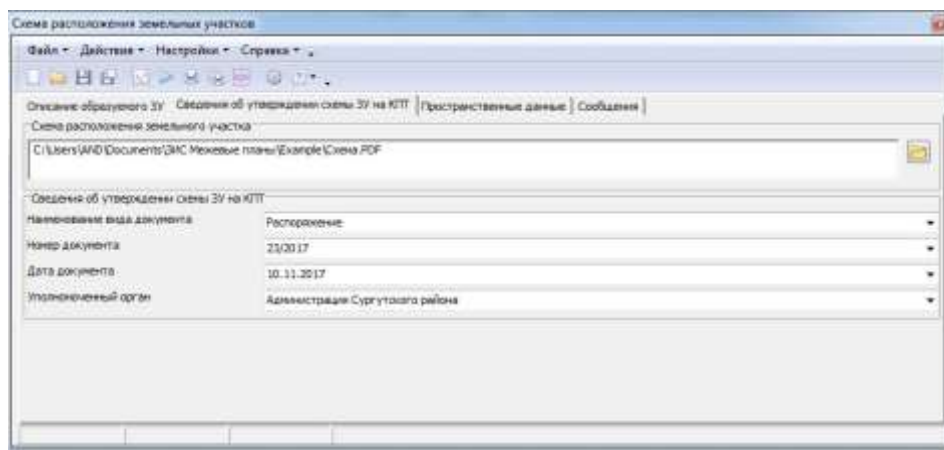 Схема расположения земельных участков
Файл Действия Настройки Справка
Описание образуемого ЗУ Сведения об утверждении схемы ЗУ на КПТ Пространственные данные Сообщения
Схема расположения земельного участка
C:\Users\AND\Documents\ЗИС Межевые планы\Example\Схема.PDF
Сведения об утверждении схемы ЗУ на КПТ
Наименование вида документа Распоряжение
Номер документа 23/2017
Дата документа 10.11.2017
Уполномоченный орган Администрация Сургутского района